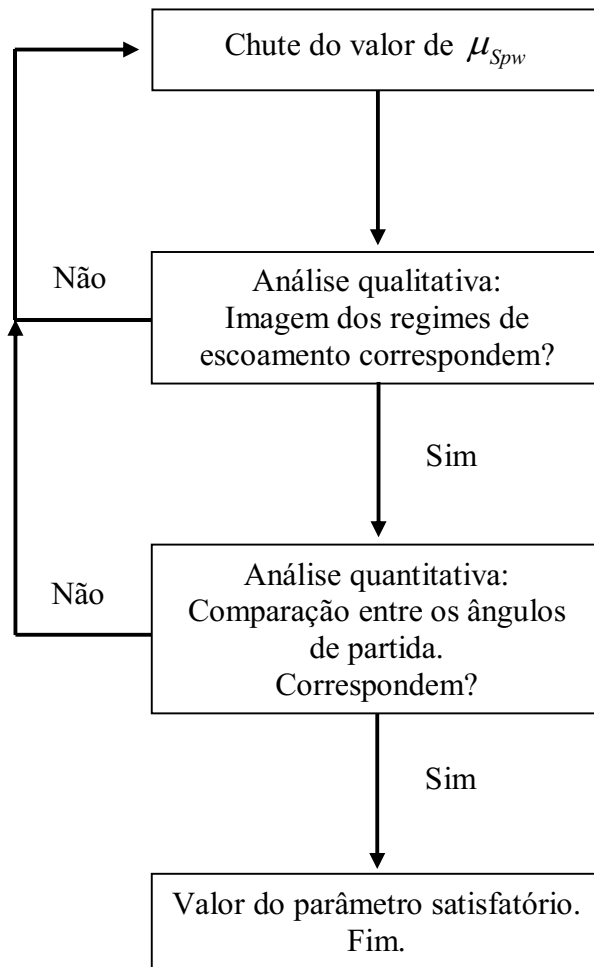 Chute do valor de μ_Spw
Não
Análise qualitativa:
Imagem dos regimes de
escoamento correspondem?
Sim
Não
Análise quantitativa:
Comparação entre os ângulos
de partida.
Correspondem?
Sim
Valor do parâmetro satisfatório.
Fim.